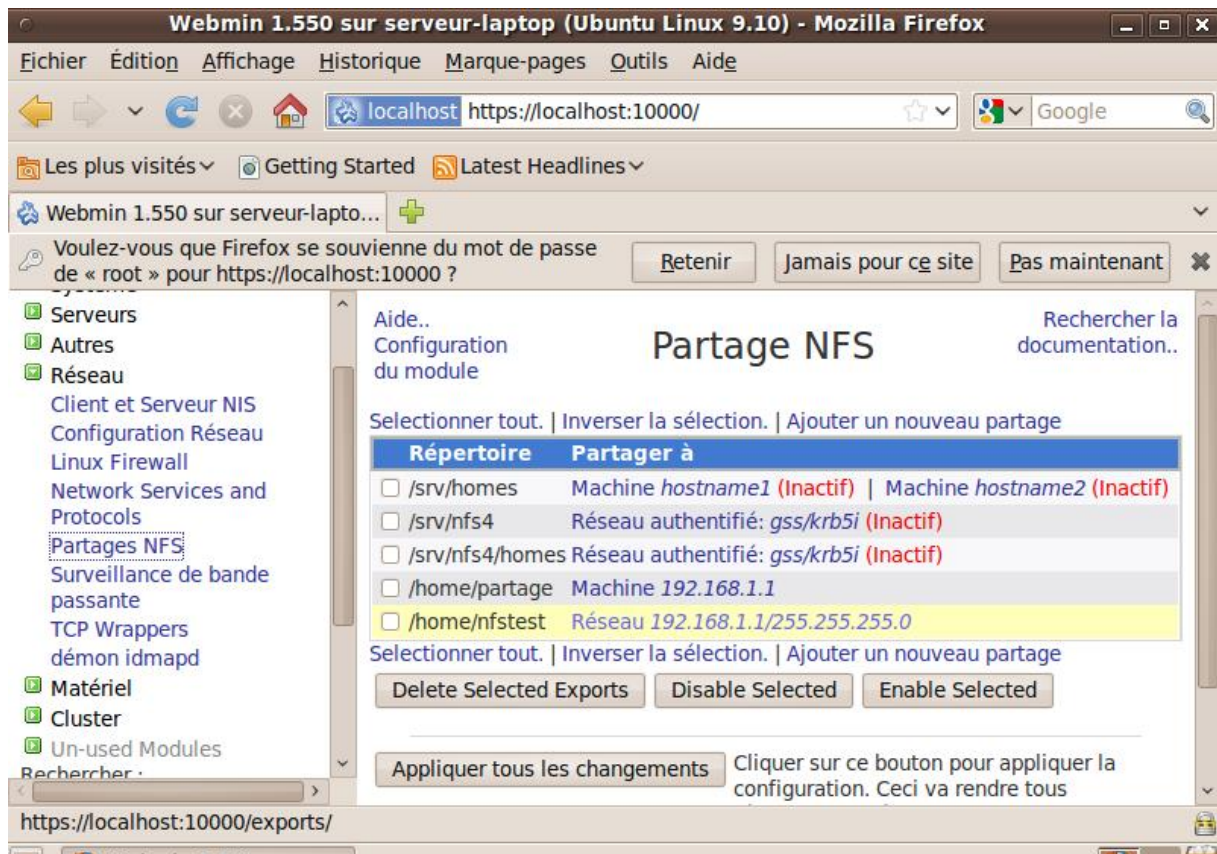 Webmin 1.550 sur serveur-laptop (Ubuntu Linux 9.10) - Mozilla Firefox
Fichier Édition Affichage Historique Marque-pages Outils Aide
localhost https://localhost:10000/ Google
Les plus visités Getting Started Latest Headlines
Webmin 1.550 sur serveur-lapto...
Voulez-vous que Firefox se souvienne du mot de passe
de « root » pour https://localhost:10000 ?
Retenir Jamais pour ce site Pas maintenant
Serveurs
Autres
Réseau
Client et Serveur NIS
Configuration Réseau
Linux Firewall
Network Services and
Protocols
Partages NFS
Surveillance de bande
passante
TCP Wrappers
démon idmapd
Matériel
Cluster
Un-used Modules
Rechercher :
Aide..
Configuration
du module
Partage NFS
Rechercher la
documentation..
Selectionner tout. | Inverser la sélection. | Ajouter un nouveau partage
Répertoire Partager à
/srv/homes Machine hostname1 (Inactif) | Machine hostname2 (Inactif)
/srv/nfs4 Réseau authentifié: gss/krb5i (Inactif)
/srv/nfs4/homes Réseau authentifié: gss/krb5i (Inactif)
/home/partage Machine 192.168.1.1
/home/nfstest Réseau 192.168.1.1/255.255.255.0
Selectionner tout. | Inverser la sélection. | Ajouter un nouveau partage
Delete Selected Exports Disable Selected Enable Selected
Appliquer tous les changements
Cliquer sur ce bouton pour appliquer la
configuration. Ceci va rendre tous
https://localhost:10000/exports/